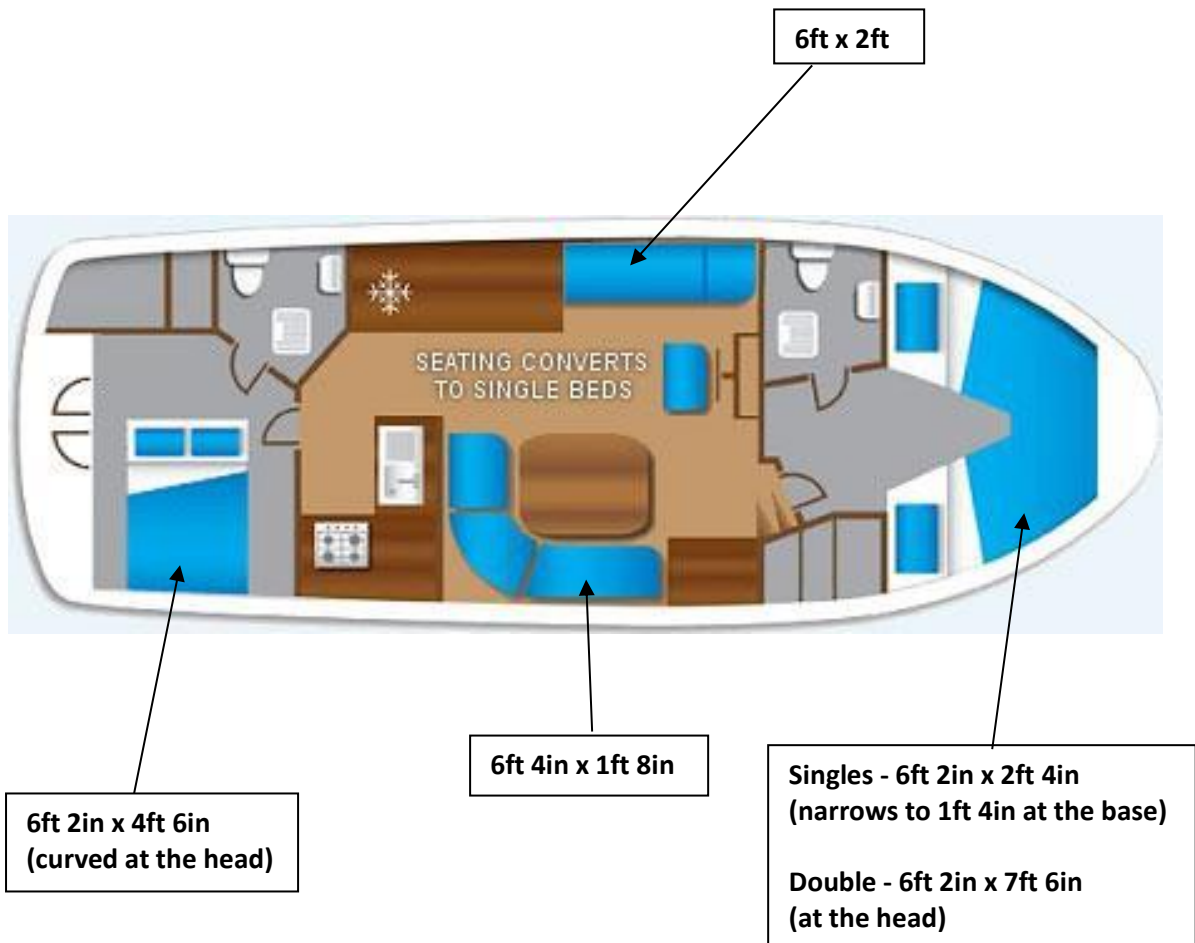 6ft x 2ft
SEATING CONVERTS
TO SINGLE BEDS
6ft 4in x 1ft 8in
6ft 2in x 4ft 6in
(curved at the head)
Singles - 6ft 2in x 2ft 4in
(narrows to 1ft 4in at the base)
Double - 6ft 2in x 7ft 6in
(at the head)